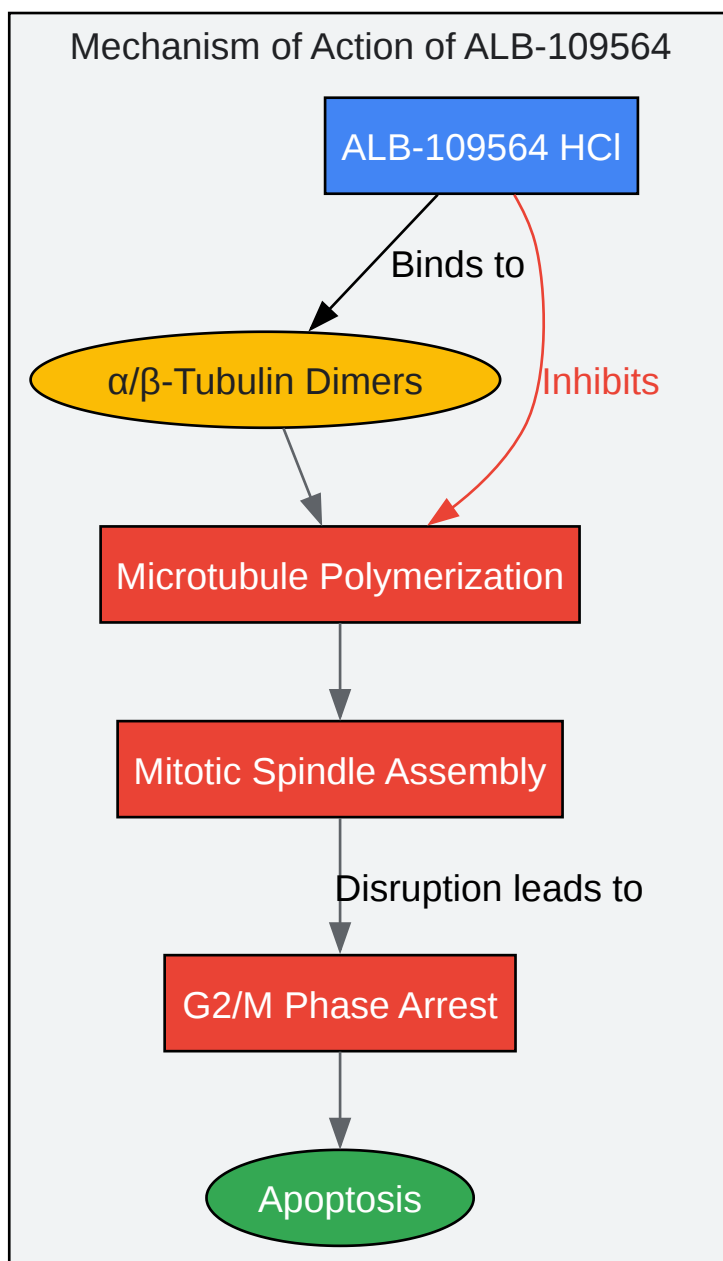 Mechanism of Action of ALB-109564
ALB-109564 HCl
Binds to
α/β-Tubulin Dimers
Inhibits
Microtubule Polymerization
Mitotic Spindle Assembly
Disruption leads to
G2/M Phase Arrest
Apoptosis